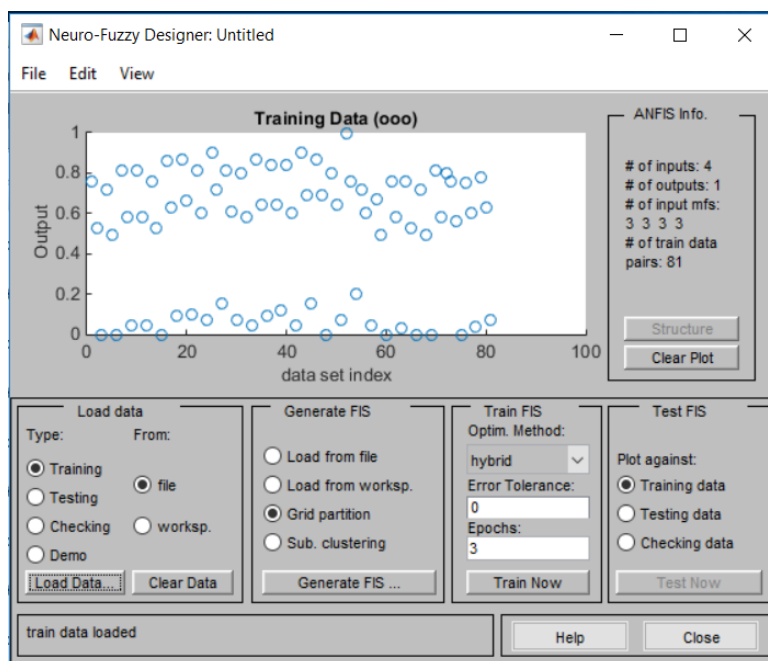 Neuro-Fuzzy Designer: Untitled
File Edit View
Training Data (ooo)
1
0.8
0.6
0.4
0.2
0
Output
0 20 40 60 80 100
data set index
ANFIS Info.
# of inputs: 4
# of outputs: 1
# of input mfs:
3 3 3 3
# of train data
pairs: 81
Structure
Clear Plot
Load data
Type: From:
Training
file
Testing
Checking
worksp.
Demo
Load Data... Clear Data
Generate FIS
Load from file
Load from worksp.
Grid partition
Sub. clustering
Generate FIS ...
Train FIS
Optim. Method:
hybrid
Error Tolerance:
0
Epochs:
3
Train Now
Test FIS
Plot against:
Training data
Testing data
Checking data
Test Now
train data loaded
Help Close